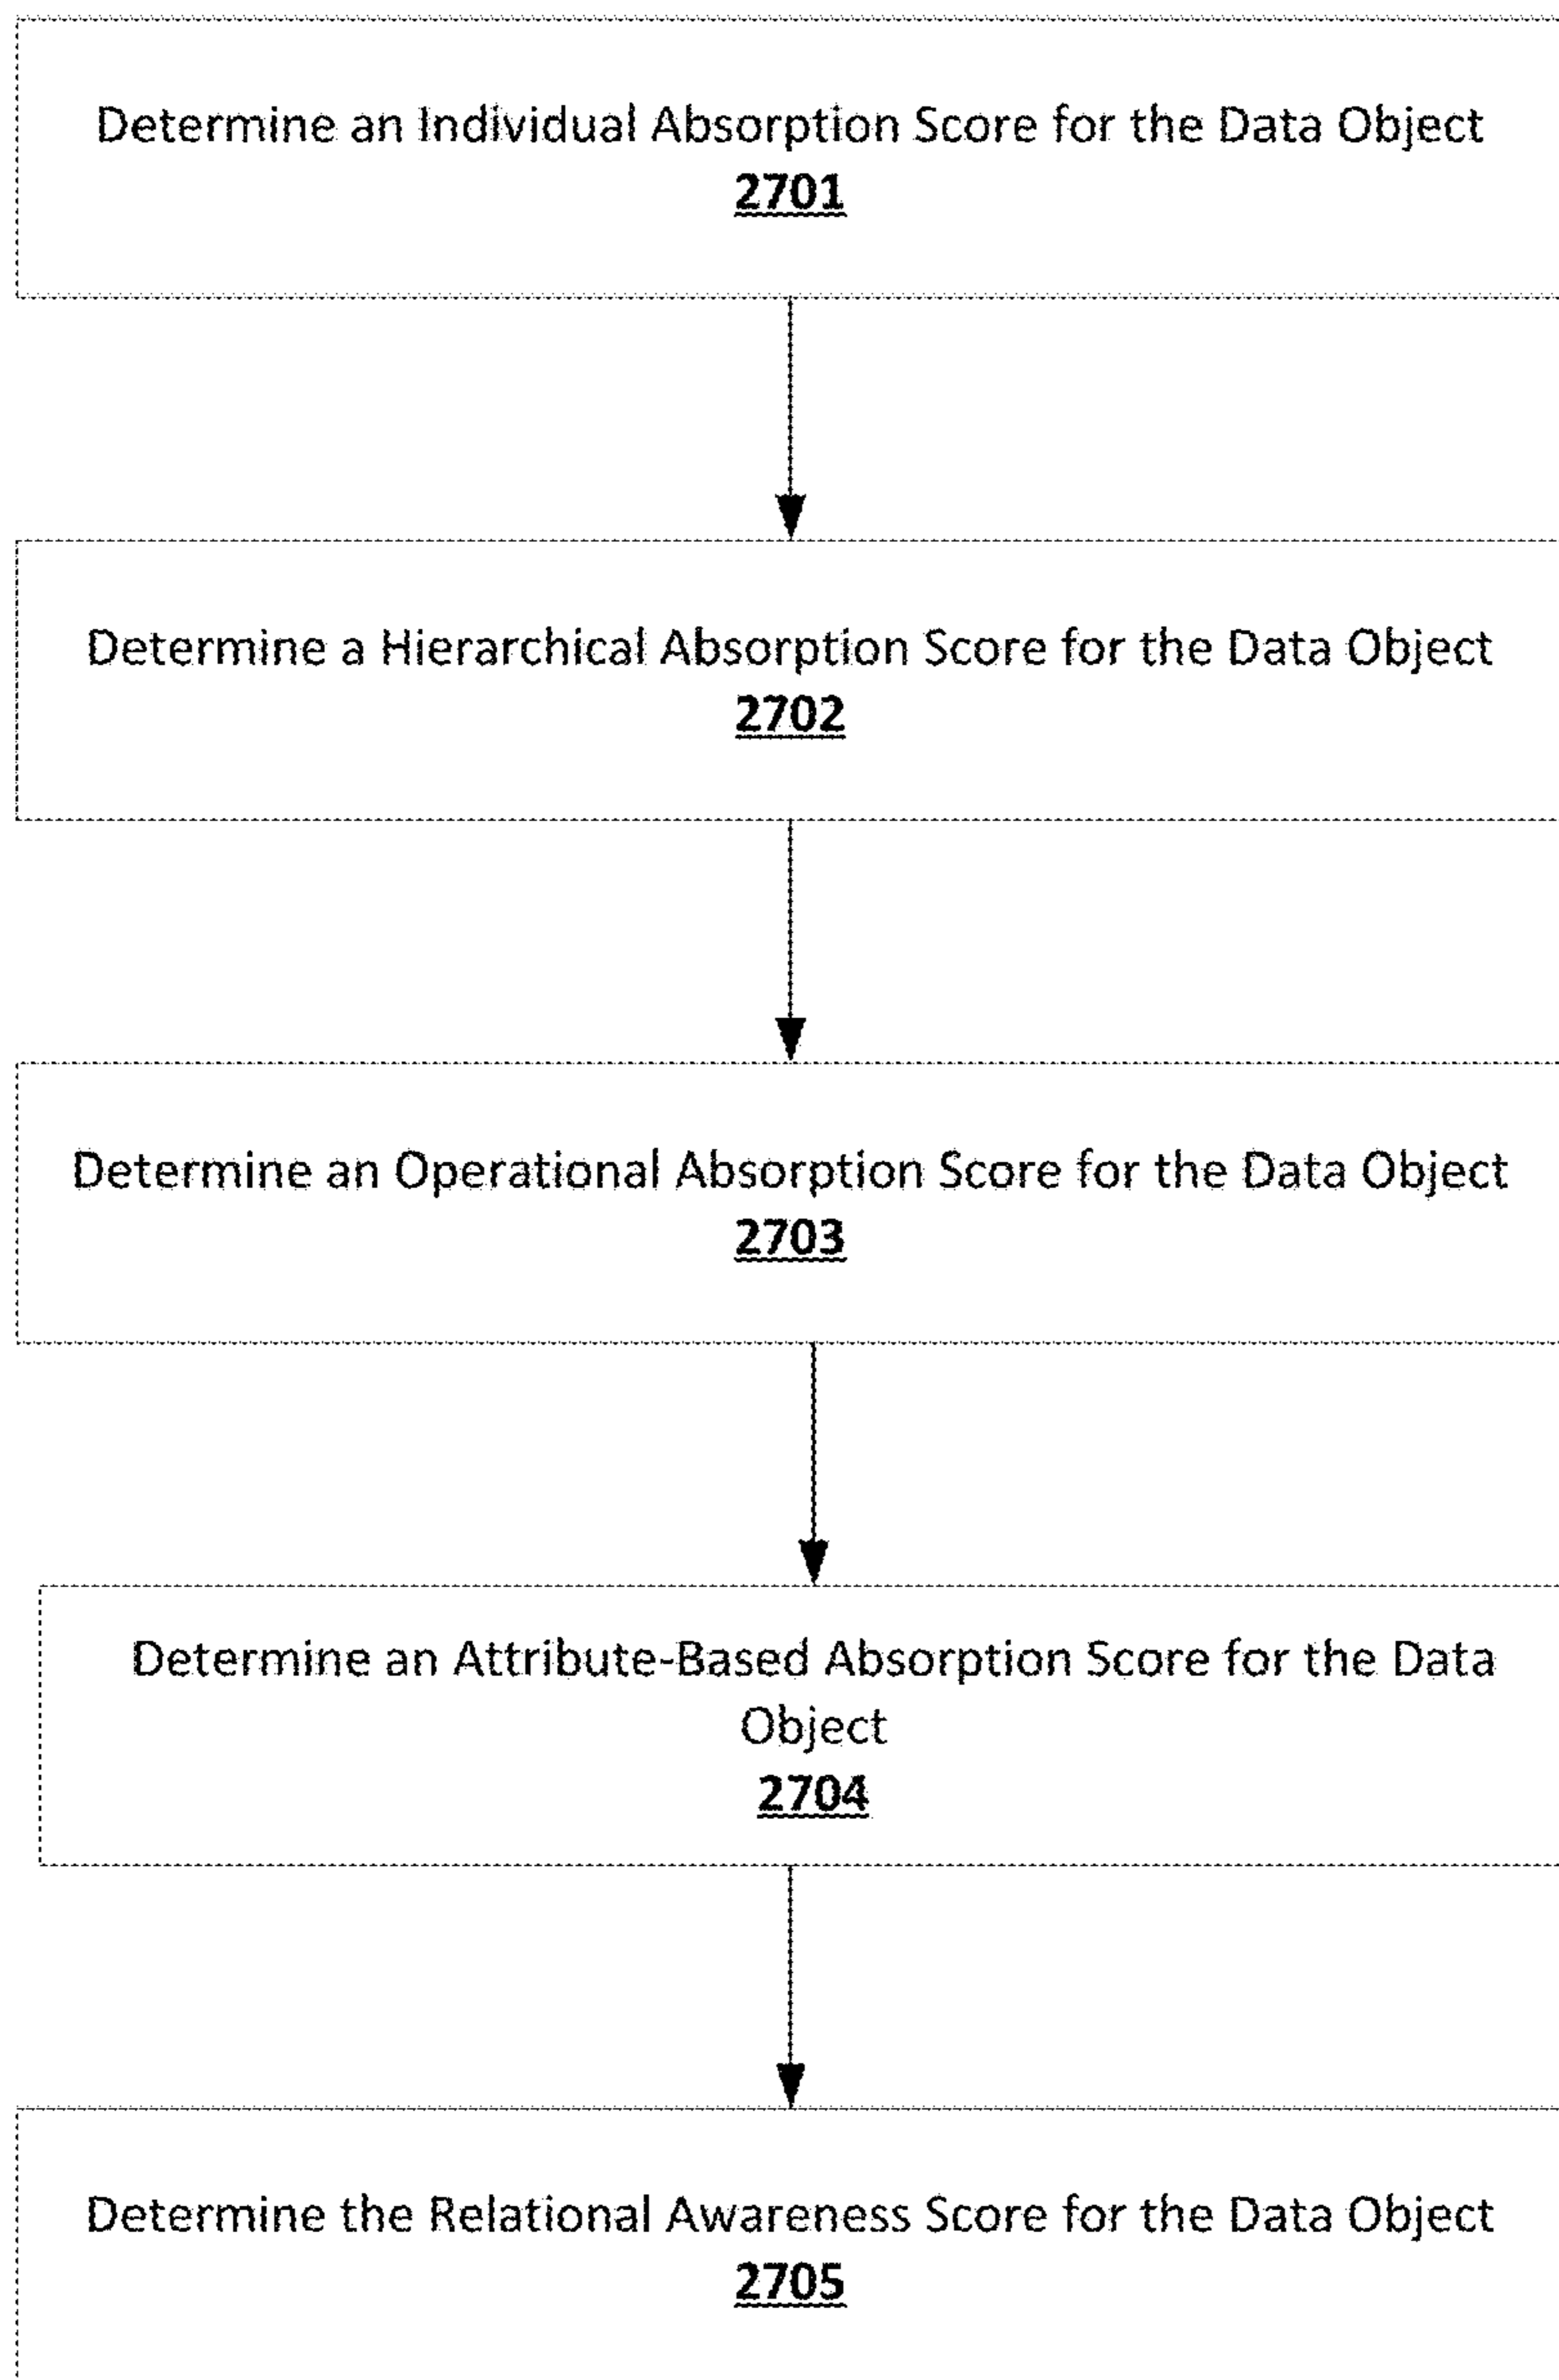 Determine an Individual Absorption Score for the Data Object
2701
Determine a Hierarchical Absorption Score for the Data Object
2702
Determine an Operational Absorption Score for the Data Object
2703
Determine an Attribute-Based Absorption Score for the Data
Object
2704
Determine the Relational Awareness Score for the Data Object
2705